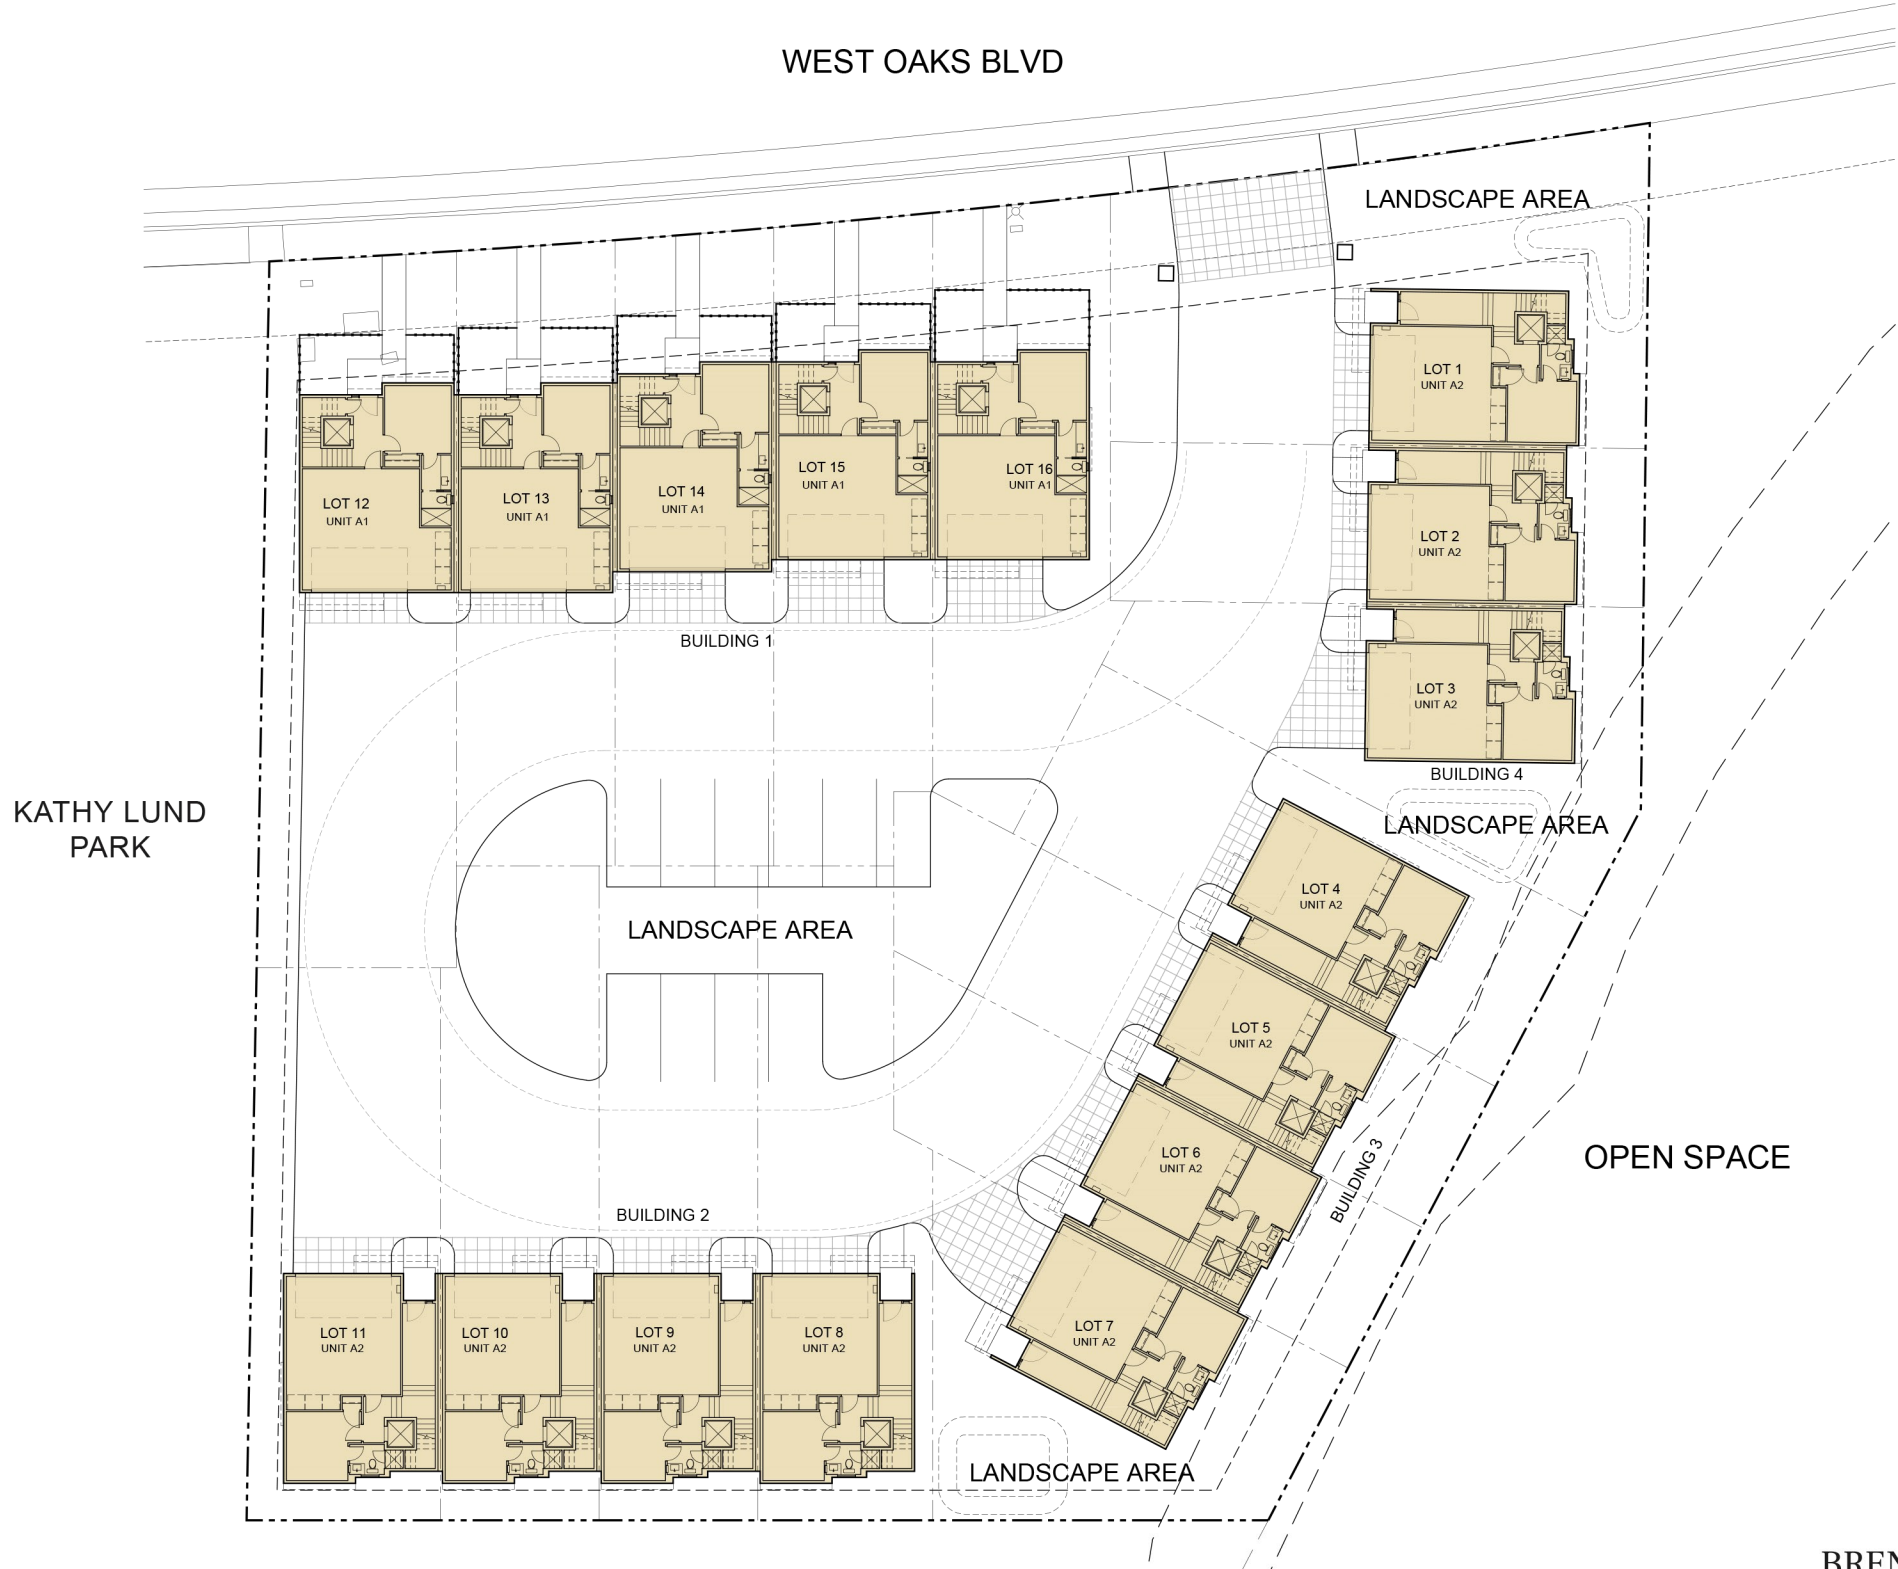 WEST OAKS BLVD
LANDSCAPE AREA
LOT 1
UNIT A2
LOT 15
UNIT A1
LOT 16
UNIT A1
LOT 14
UNIT A1
LOT 13
UNIT A1
LOT 12
UNIT A1
LOT 2
UNIT A2
BUILDING 1
LOT 3
UNIT A2
BUILDING 4
KATHY LUND
PARK
LANDSCAPE AREA
LOT 4
UNIT A2
LANDSCAPE AREA
LOT 5
UNIT A2
LOT 6
UNIT A2
BUILDING 3
OPEN SPACE
BUILDING 2
LOT 11
UNIT A2
LOT 10
UNIT A2
LOT 9
UNIT A2
LOT 8
UNIT A2
LOT 7
UNIT A2
LANDSCAPE AREA